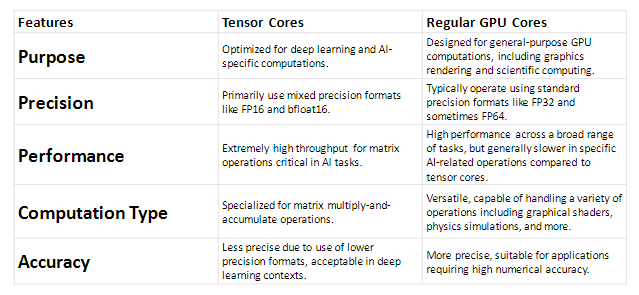 Features
Tensor Cores
Regular GPU Cores
Purpose
Optimized for deep learning and AI-
specific computations.
Designed for general-purpose GPU
computations, including graphics
rendering and scientific computing.
Precision
Primarily use mixed precision formats
like FP16 and bfloat16.
Typically operate using standard
precision formats like FP32 and
sometimes FP64.
Performance
Extremely high throughput for matrix
operations critical in AI tasks.
High performance across a broad range
of tasks, but generally slower in specific
AI-related operations compared to
tensor cores.
Computation Type
Specialized for matrix multiply-and-
accumulate operations.
Versatile, capable of handling a variety of
operations including graphical shaders,
physics simulations, and more.
Accuracy
Less precise due to use of lower
precision formats, acceptable in deep
learning contexts.
More precise, suitable for applications
requiring high numerical accuracy.